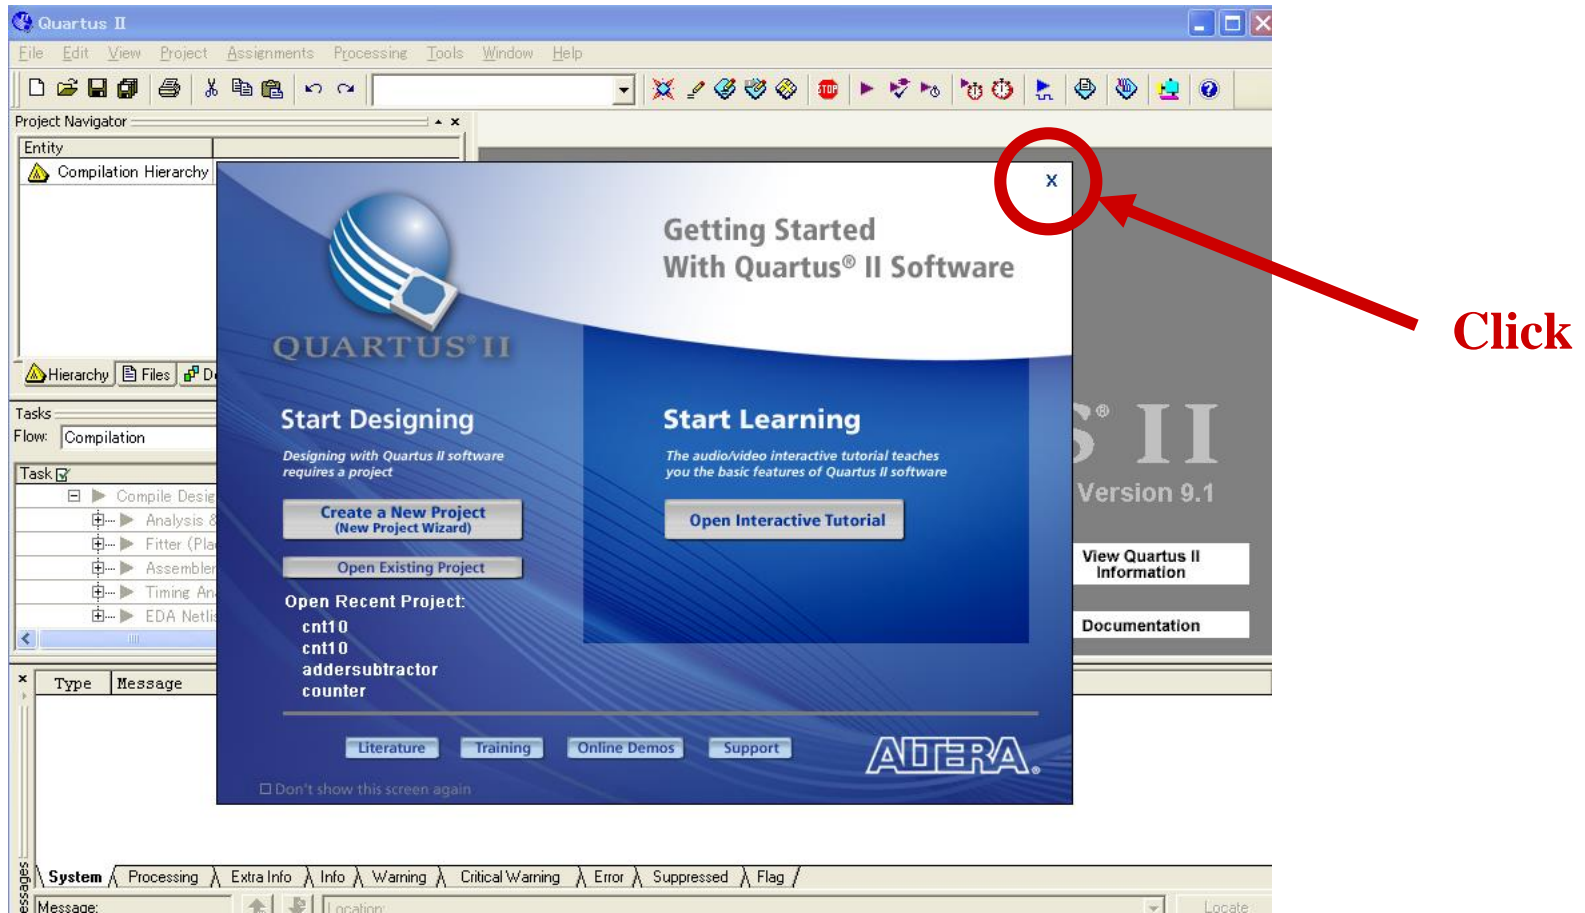 Quartus II
File Edit View Project Assignments Processing Tools Window Help
STOP
Project Navigator
Entity
Compilation Hierarchy
X
Getting Started
With Quartus® II Software
Click
QUARTUS® II
Hierarchy Files
Tasks
Flow: Compilation
Start Designing
Start Learning
S® II
Designing with Quartus II software
requires a project
The audio/video interactive tutorial teaches
you the basic features of Quartus II software
Task
Version 9.1
Compile Desig
Create a New Project
(New Project Wizard)
Open Interactive Tutorial
Analysis &
Fitter (Pla
Assembler
Timing An
EDA Netlis
Open Existing Project
View Quartus II
Information
Open Recent Project:
cnt10
cnt10
addersubtractor
counter
Documentation
Type Message
Literature Training Online Demos Support
ALTERA®
Don't show this screen again
System Processing Extra Info Info Warning Critical Warning Error Suppressed Flag
Message: Location: Locate